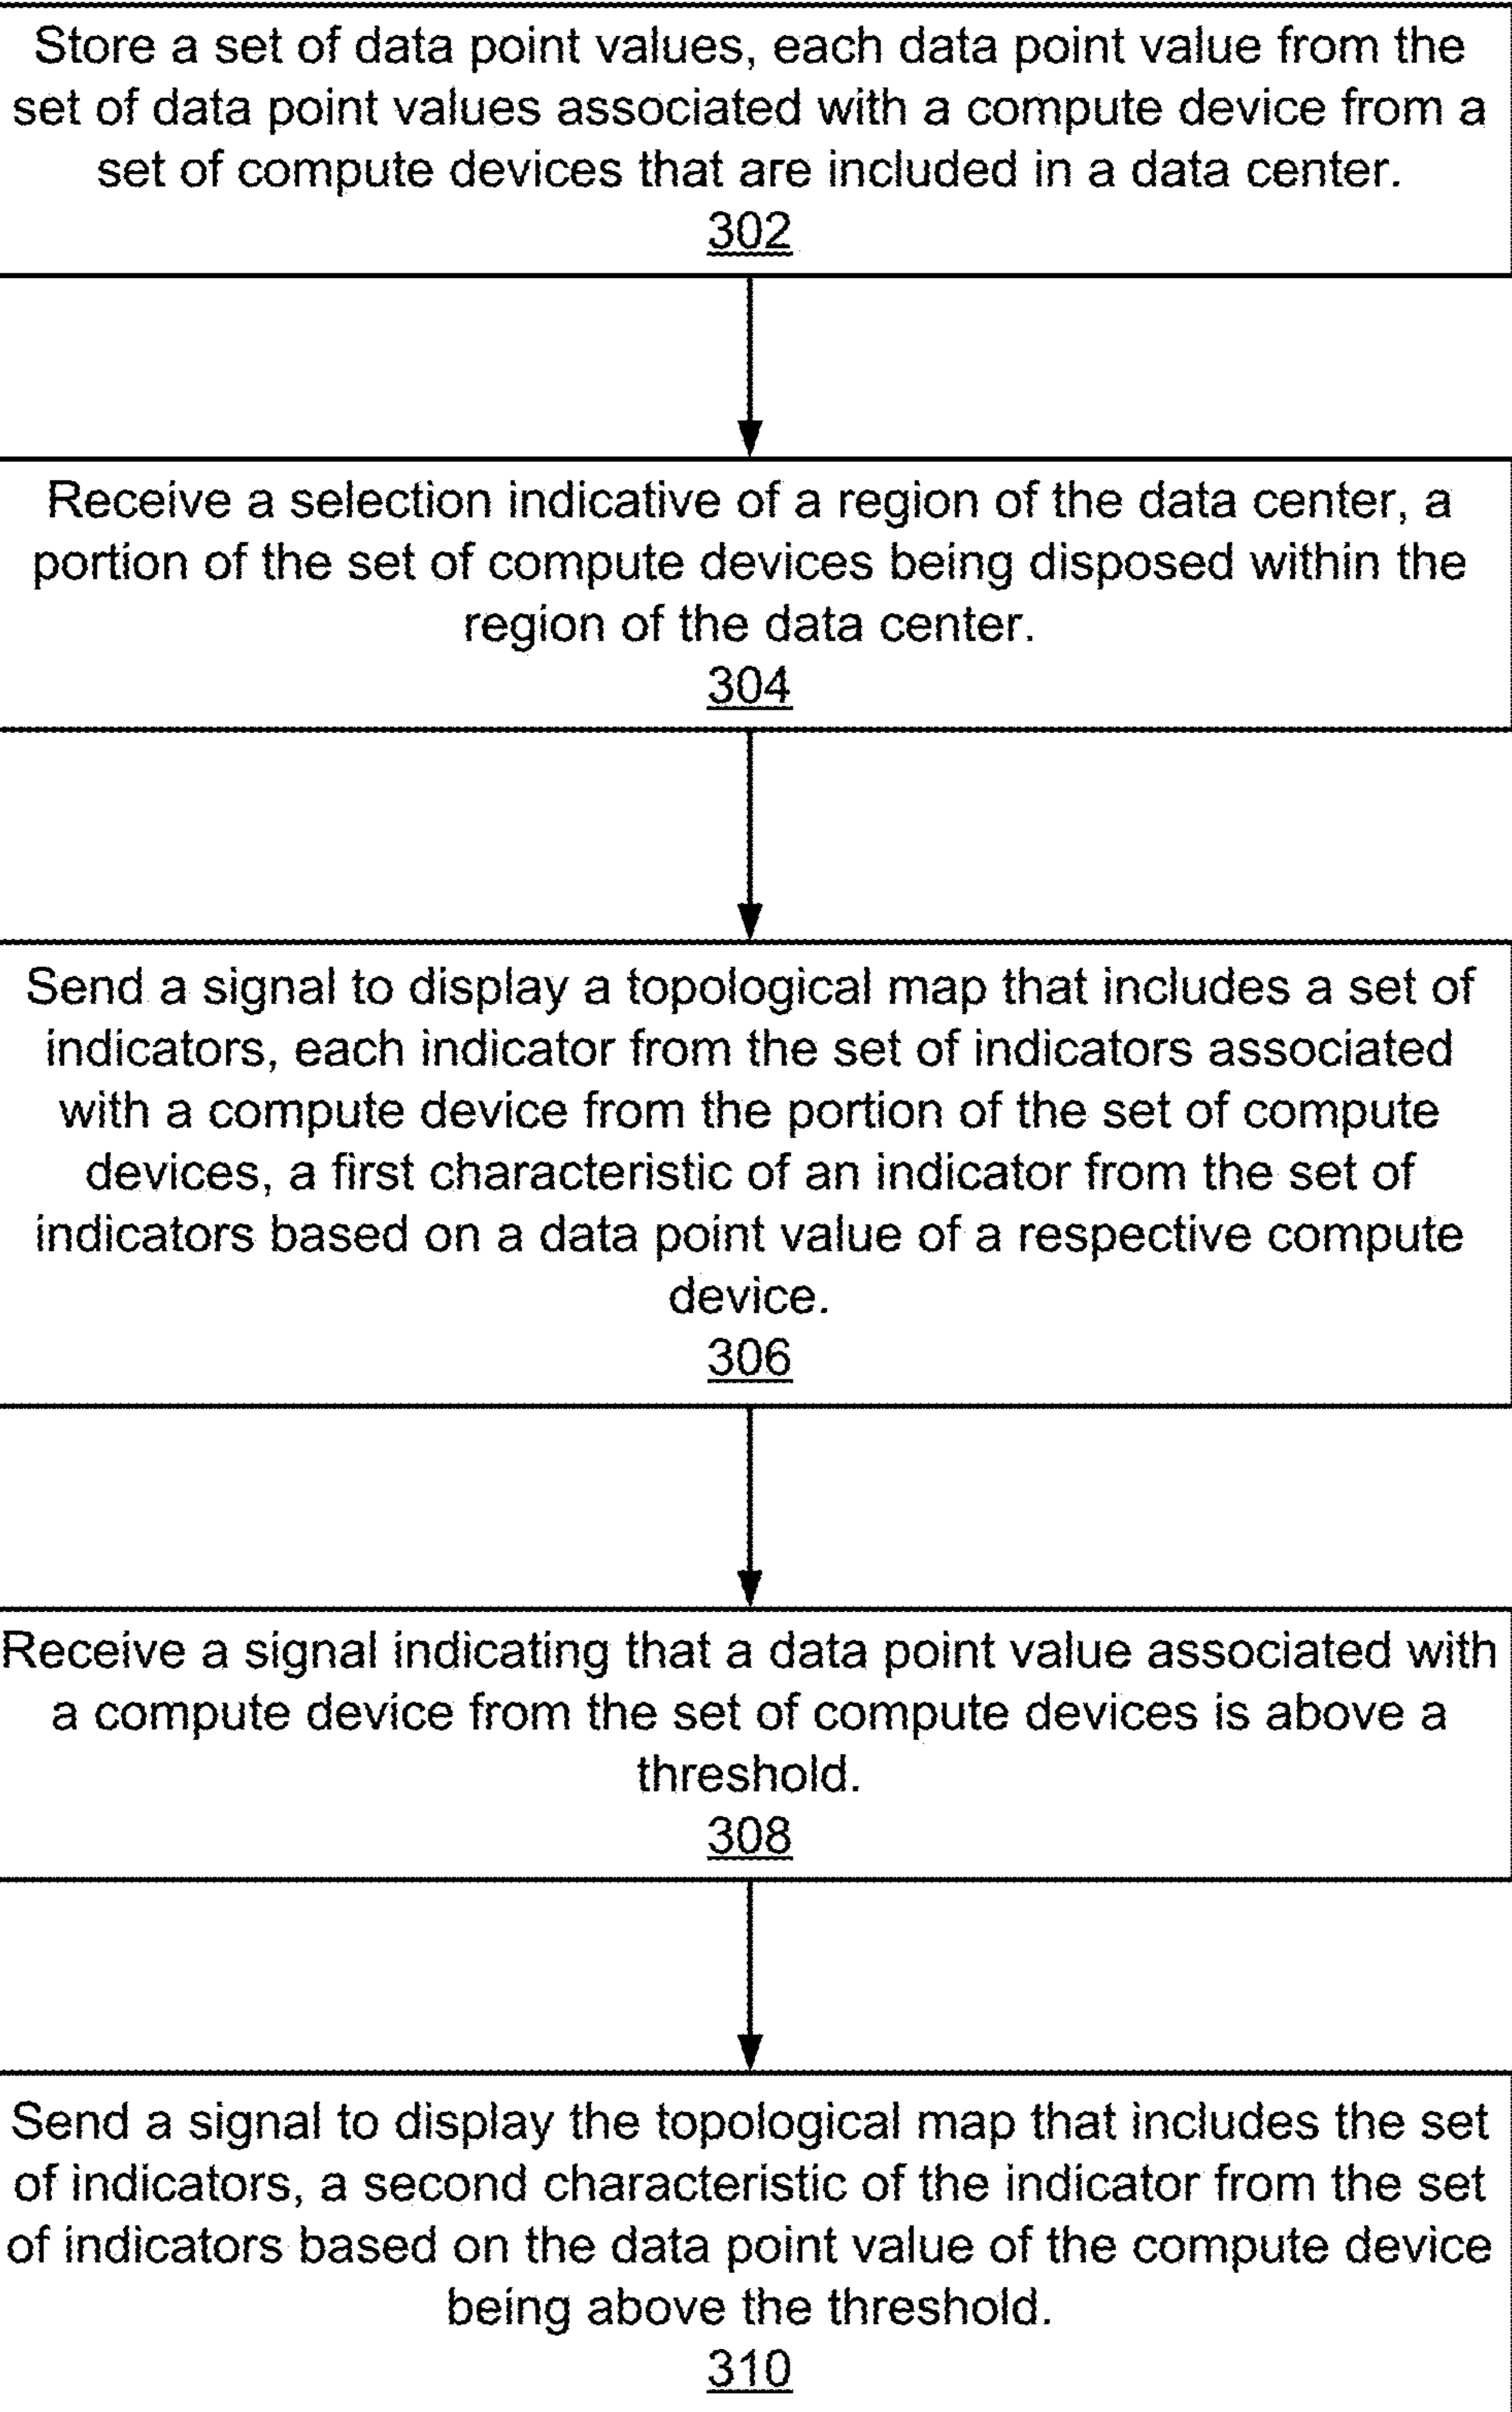 Store a set of data point values, each data point value from the
set of data point values associated with a compute device from a
set of compute devices that are included in a data center.
302
Receive a selection indicative of a region of the data center, a
portion of the set of compute devices being disposed within the
region of the data center.
304
Send a signal to display a topological map that includes a set of
indicators, each indicator from the set of indicators associated
with a compute device from the portion of the set of compute
devices, a first characteristic of an indicator from the set of
indicators based on a data point value of a respective compute
device.
306
Receive a signal indicating that a data point value associated with
a compute device from the set of compute devices is above a
threshold.
308
Send a signal to display the topological map that includes the set
of indicators, a second characteristic of the indicator from the set
of indicators based on the data point value of the compute device
being above the threshold.
310